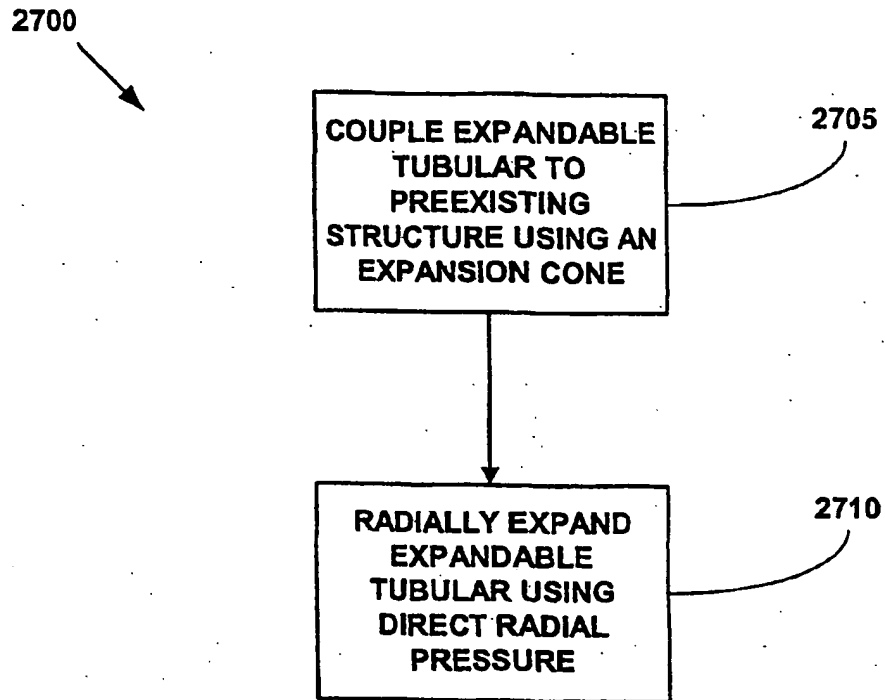 2700
COUPLE EXPANDABLE
TUBULAR TO
PREEXISTING
STRUCTURE USING AN
EXPANSION CONE
2705
RADIALLY EXPAND
EXPANDABLE
TUBULAR USING
DIRECT RADIAL
PRESSURE
2710